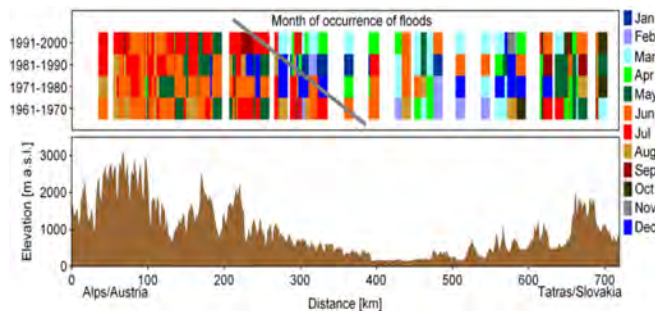 Month of occurrence of floods
1991-2000
1981-1990
1971-1980
1961-1970
Jan
Feb
Mar
Apr
May
Jun
Jul
Aug
Sep
Oct
Nov
Dec
Elevation [m a.s.l.]
3000
2000
1000
0
0 100 200 300 400 500 600 700
Alps/Austria Distance [km] Tatras/Slovakia